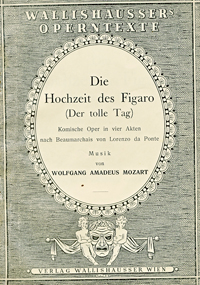 WALLISHAUSSERS
OPERNTEXTE
Die
Hochzeit des Figaro
(Der tolle Tag)
Komische Oper in vier Akten
nach Beaumarchais von Lorenzo da Ponte
Musik
von
WOLFGANG AMADEUS MOZART
VERLAG WALLISHAUSSER WIEN